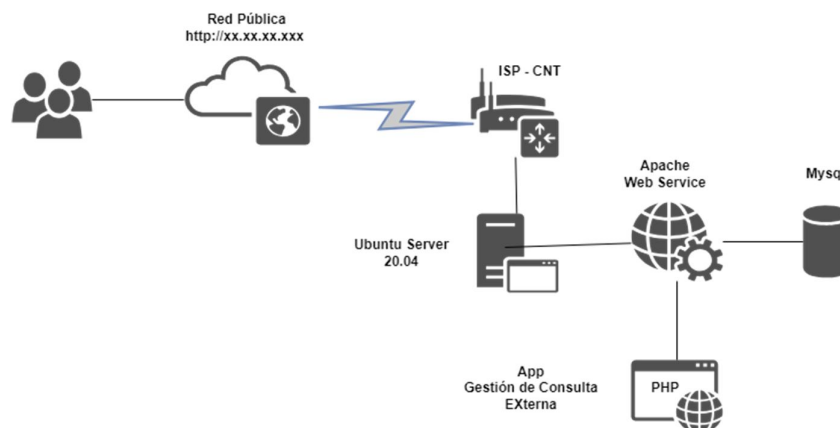 Red Pública
http://xx.xx.xx.xxx
ISP - CNT
Apache
Web Service
Mysq
Ubuntu Server
20.04
App
Gestión de Consulta
EXterna
PHP